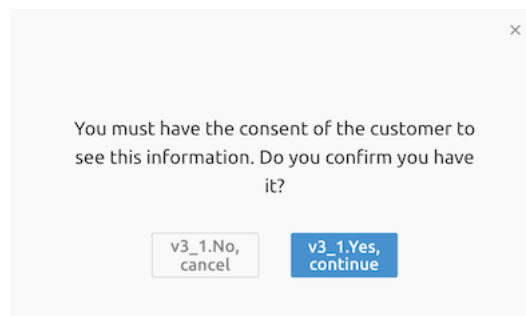 ×
You must have the consent of the customer to
see this information. Do you confirm you have
it?
v3_1.No,
cancel
v3_1.Yes,
continue